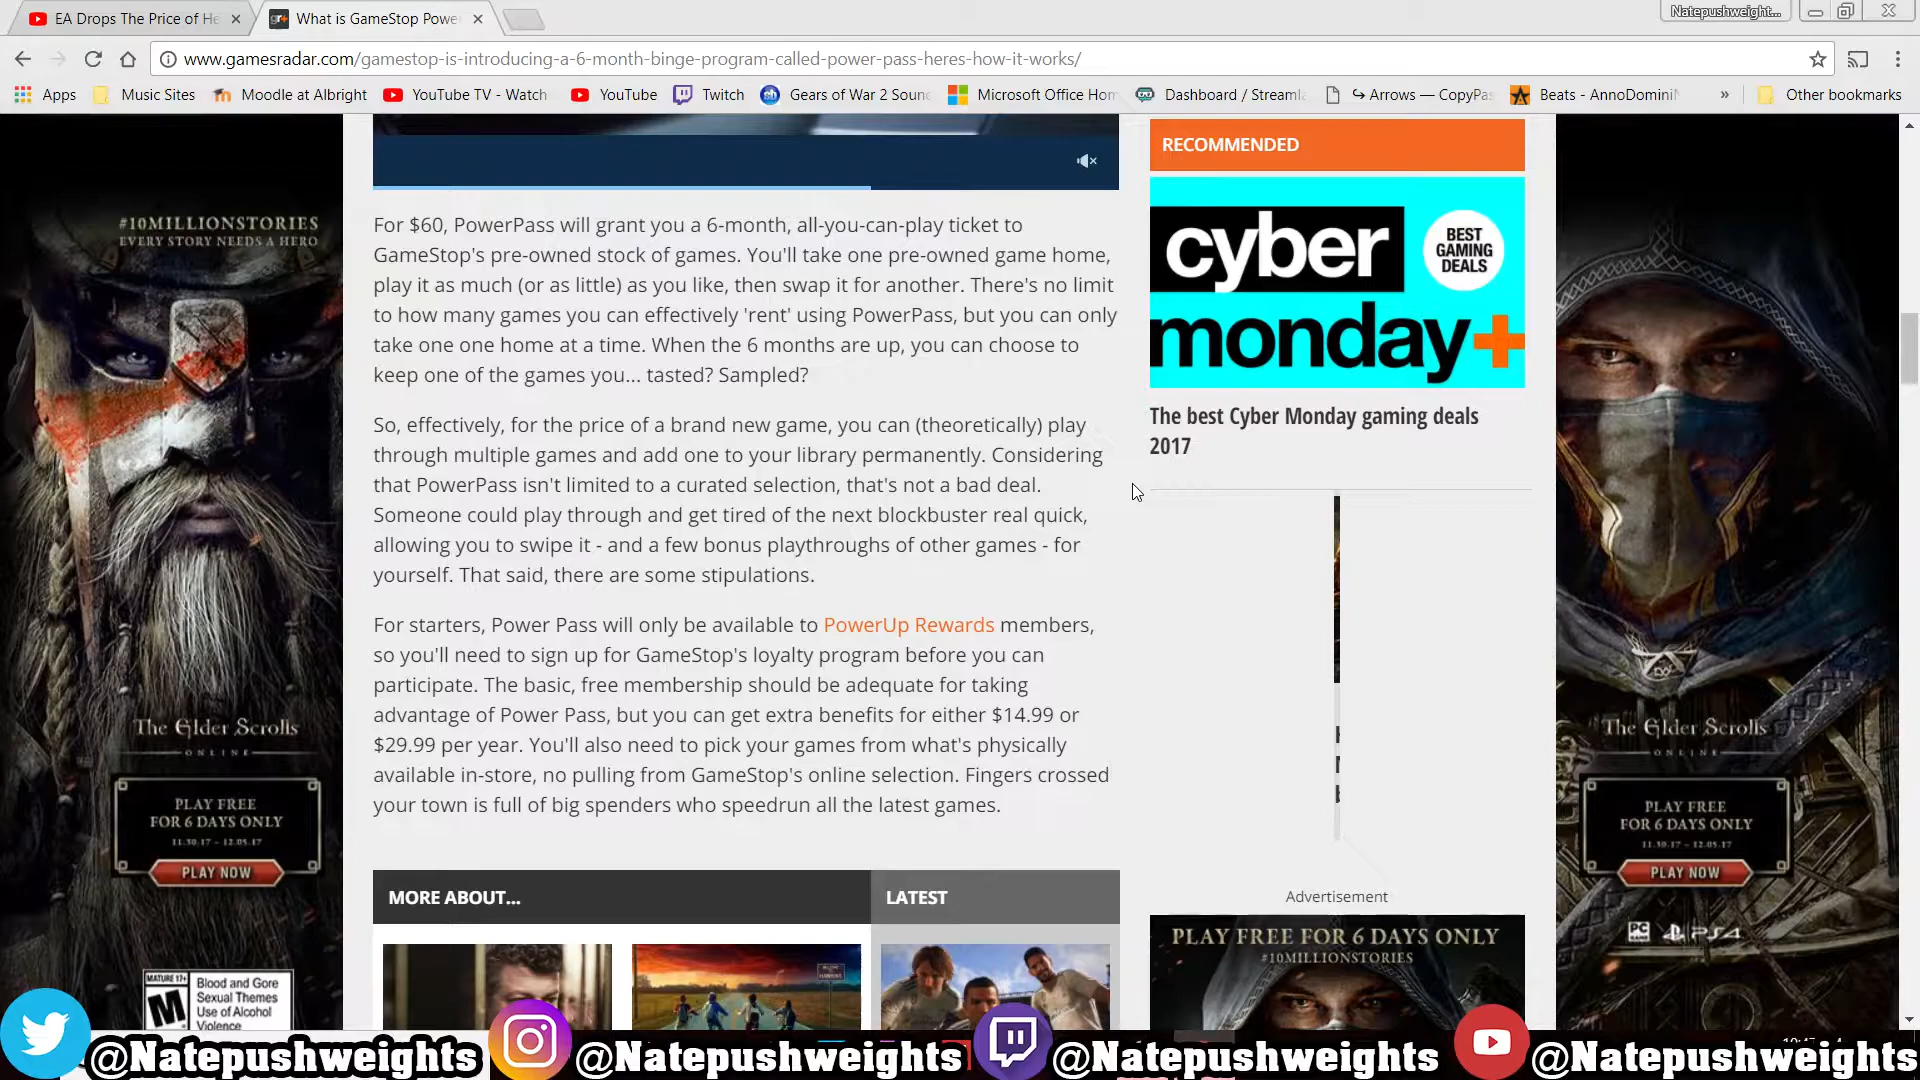 EA Drops The Price of He
What is GameStop Powe
Natepushweight...
www.gamesradar.com/gamestop-is-introducing-a-6-month-binge-program-called-power-pass-heres-how-it-works/
Apps Music Sites Moodle at Albright YouTube TV - Watch YouTube Twitch Gears of War 2 Soun Microsoft Office Hom Dashboard / Streamla ↪ Arrows — CopyPas Beats - AnnoDomini » Other bookmarks
#10MILLIONSTORIES
EVERY STORY NEEDS A HERO
The Elder Scrolls
ONLINE
PLAY FREE
FOR 6 DAYS ONLY
11.30.17 – 12.05.17
PLAY NOW
MATURE 17+
M
Blood and Gore
Sexual Themes
Use of Alcohol
Violence
For $60, PowerPass will grant you a 6-month, all-you-can-play ticket to
GameStop's pre-owned stock of games. You'll take one pre-owned game home,
play it as much (or as little) as you like, then swap it for another. There's no limit
to how many games you can effectively 'rent' using PowerPass, but you can only
take one one home at a time. When the 6 months are up, you can choose to
keep one of the games you... tasted? Sampled?
So, effectively, for the price of a brand new game, you can (theoretically) play
through multiple games and add one to your library permanently. Considering
that PowerPass isn't limited to a curated selection, that's not a bad deal.
Someone could play through and get tired of the next blockbuster real quick,
allowing you to swipe it - and a few bonus playthroughs of other games - for
yourself. That said, there are some stipulations.
For starters, Power Pass will only be available to PowerUp Rewards members,
so you'll need to sign up for GameStop's loyalty program before you can
participate. The basic, free membership should be adequate for taking
advantage of Power Pass, but you can get extra benefits for either $14.99 or
$29.99 per year. You'll also need to pick your games from what's physically
available in-store, no pulling from GameStop's online selection. Fingers crossed
your town is full of big spenders who speedrun all the latest games.
MORE ABOUT...
LATEST
RECOMMENDED
cyber
monday+
BEST
GAMING
DEALS
The best Cyber Monday gaming deals
2017
Advertisement
PLAY FREE FOR 6 DAYS ONLY
#10MILLIONSTORIES
The Elder Scrolls
ONLINE
PLAY FREE
FOR 6 DAYS ONLY
11.30.17 – 12.05.17
PLAY NOW
PC PS4
@Natepushweights @Natepushweights @Natepushweights @Natepushweights